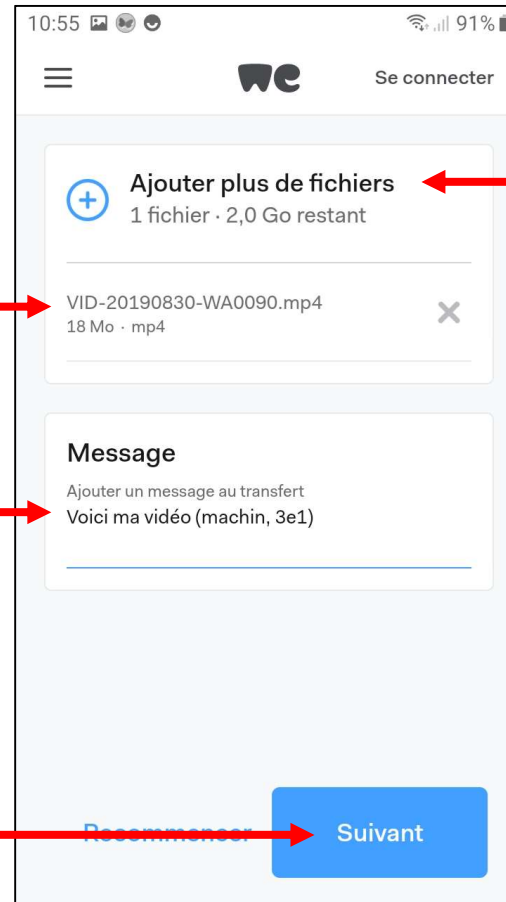 10:55 91%
we Se connecter
Ajouter plus de fichiers
1 fichier · 2,0 Go restant
VID-20190830-WA0090.mp4
18 Mo · mp4
Message
Ajouter un message au transfert
Voici ma vidéo (machin, 3e1)
Recommencer Suivant